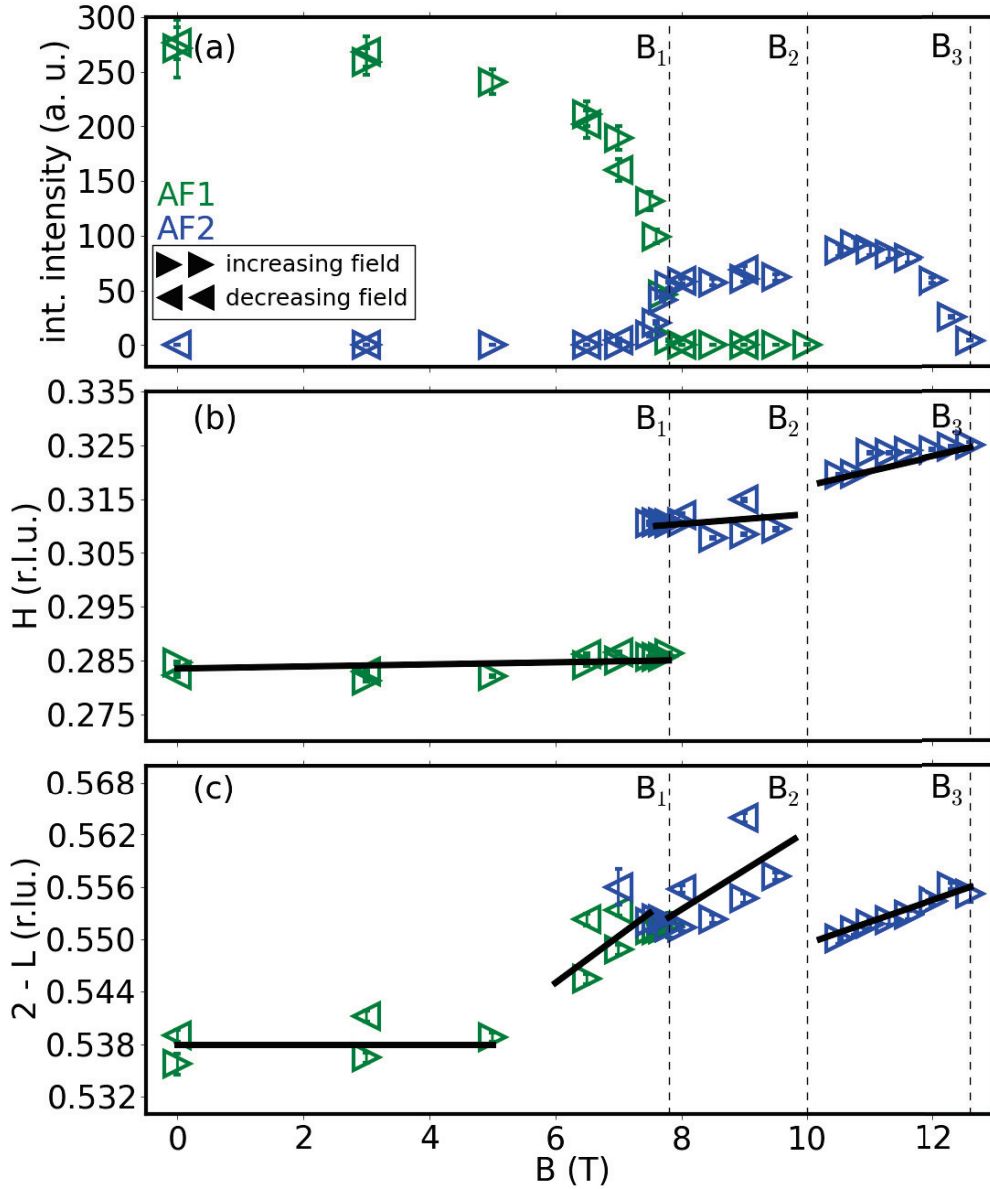 300
250
200
150
100
50
0
int. intensity (a. u.)
(a)
B1
B2
B3
AF1
AF2
increasing field
decreasing field
0.335
0.325
0.315
0.305
0.295
0.285
0.275
H (r.l.u.)
(b)
B1
B2
B3
0.568
0.562
0.556
0.550
0.544
0.538
0.532
2 - L (r.lu.)
(c)
B1
B2
B3
0 2 4 6 8 10 12
B (T)